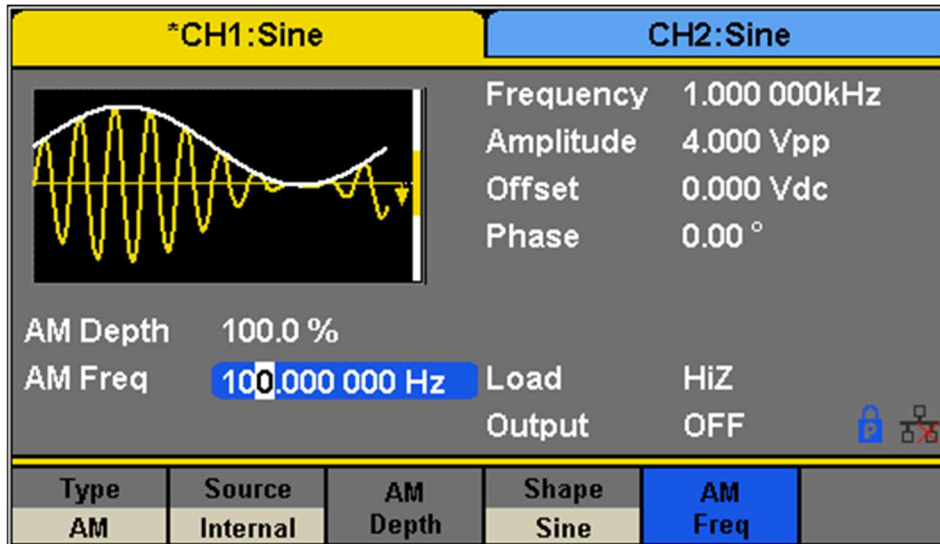 *CH1:Sine
CH2:Sine
Frequency 1.000 000kHz
Amplitude 4.000 Vpp
Offset 0.000 Vdc
Phase 0.00 °
AM Depth 100.0 %
AM Freq 100.000 000 Hz
Load HiZ
Output OFF
P
Type
AM
Source
Internal
AM
Depth
Shape
Sine
AM
Freq